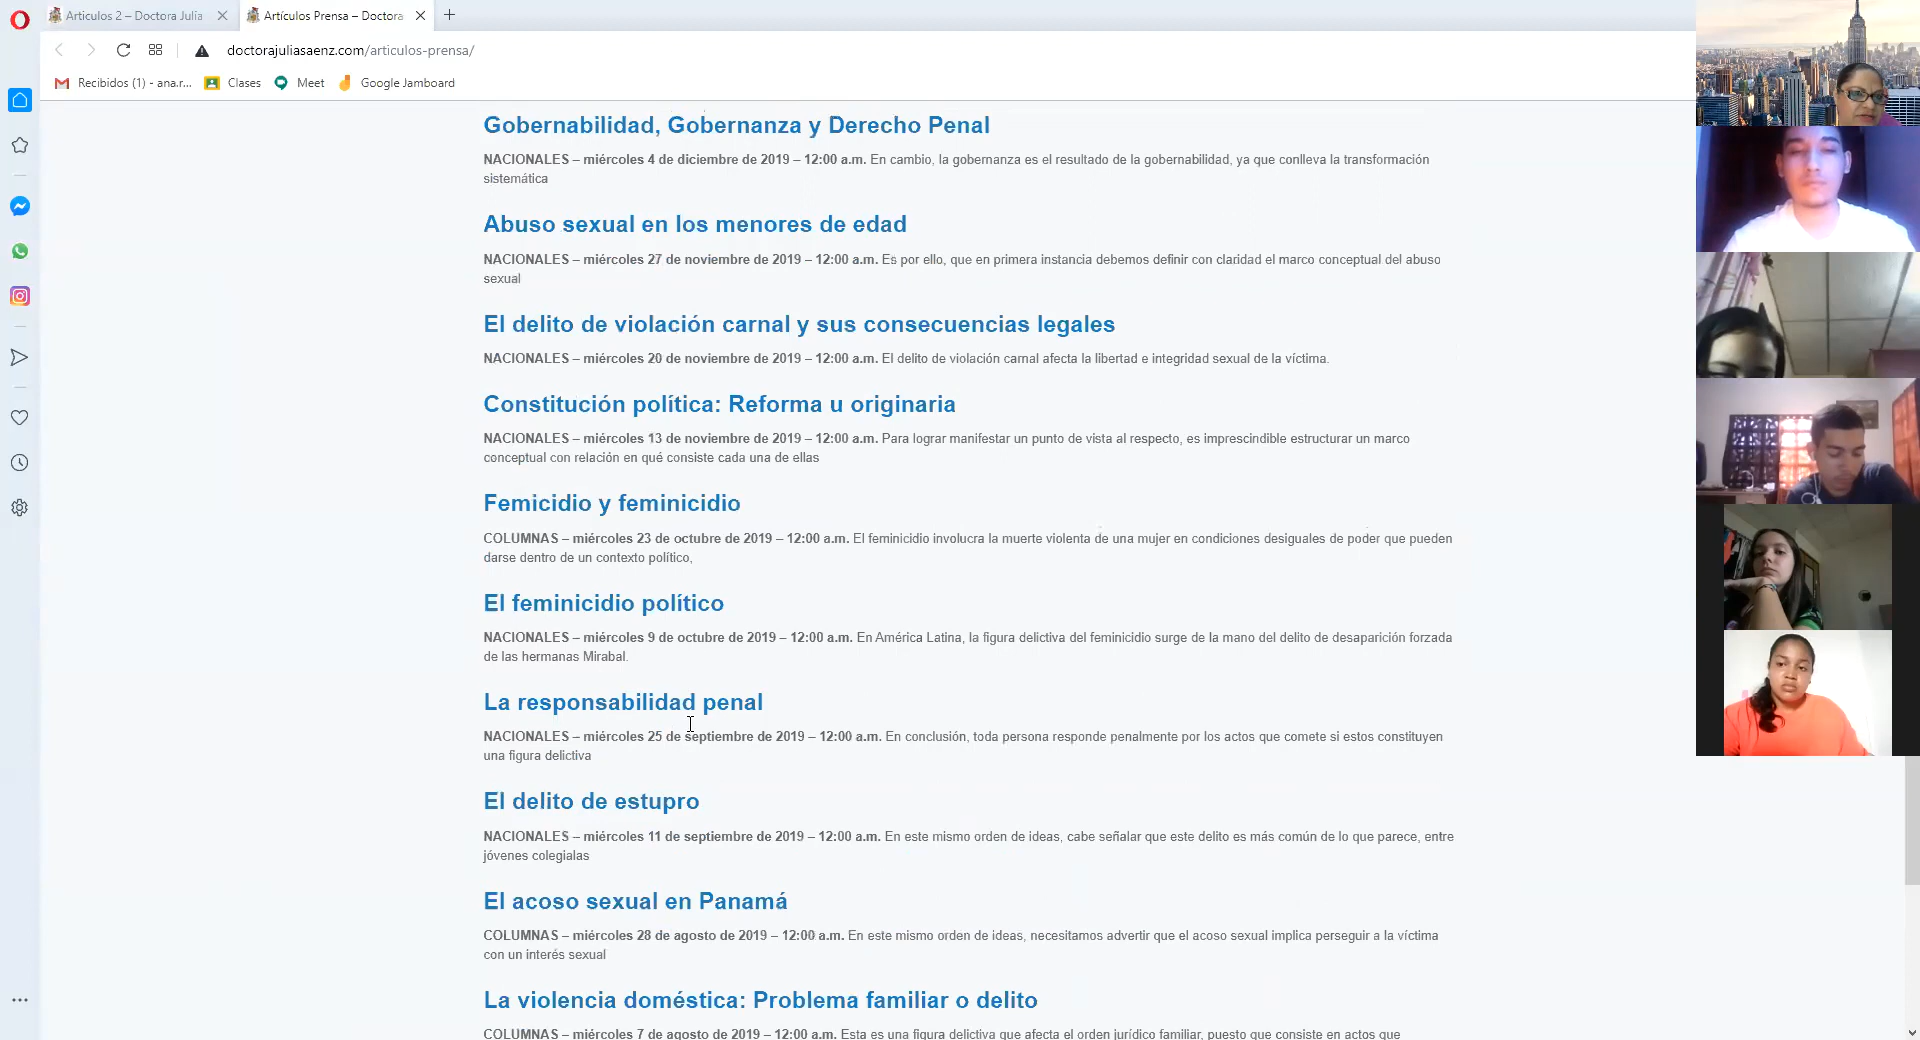 Articulos 2 – Doctora Julia
Artículos Prensa – Doctora
doctorajuliasaenz.com/articulos-prensa/
Recibidos (1) - ana.r...
Clases
Meet
Google Jamboard
Gobernabilidad, Gobernanza y Derecho Penal
NACIONALES – miércoles 4 de diciembre de 2019 – 12:00 a.m. En cambio, la gobernanza es el resultado de la gobernabilidad, ya que conlleva la transformación
sistemática
Abuso sexual en los menores de edad
NACIONALES – miércoles 27 de noviembre de 2019 – 12:00 a.m. Es por ello, que en primera instancia debemos definir con claridad el marco conceptual del abuso
sexual
El delito de violación carnal y sus consecuencias legales
NACIONALES – miércoles 20 de noviembre de 2019 – 12:00 a.m. El delito de violación carnal afecta la libertad e integridad sexual de la víctima.
Constitución política: Reforma u originaria
NACIONALES – miércoles 13 de noviembre de 2019 – 12:00 a.m. Para lograr manifestar un punto de vista al respecto, es imprescindible estructurar un marco
conceptual con relación en qué consiste cada una de ellas
Femicidio y feminicidio
COLUMNAS – miércoles 23 de octubre de 2019 – 12:00 a.m. El feminicidio involucra la muerte violenta de una mujer en condiciones desiguales de poder que pueden
darse dentro de un contexto político,
El feminicidio político
NACIONALES – miércoles 9 de octubre de 2019 – 12:00 a.m. En América Latina, la figura delictiva del feminicidio surge de la mano del delito de desaparición forzada
de las hermanas Mirabal.
La responsabilidad penal
NACIONALES – miércoles 25 de septiembre de 2019 – 12:00 a.m. En conclusión, toda persona responde penalmente por los actos que comete si estos constituyen
una figura delictiva
El delito de estupro
NACIONALES – miércoles 11 de septiembre de 2019 – 12:00 a.m. En este mismo orden de ideas, cabe señalar que este delito es más común de lo que parece, entre
jóvenes colegialas
El acoso sexual en Panamá
COLUMNAS – miércoles 28 de agosto de 2019 – 12:00 a.m. En este mismo orden de ideas, necesitamos advertir que el acoso sexual implica perseguir a la víctima
con un interés sexual
La violencia doméstica: Problema familiar o delito
COLUMNAS – miércoles 7 de agosto de 2019 – 12:00 a.m. Esta es una figura delictiva que afecta el orden jurídico familiar, puesto que consiste en actos que